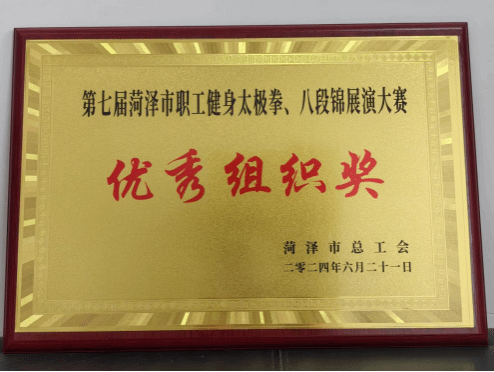 第七届菏泽市职工健身太极拳、八段锦展演大赛
优秀组织奖
菏泽市总工会
二零二四年六月二十一日